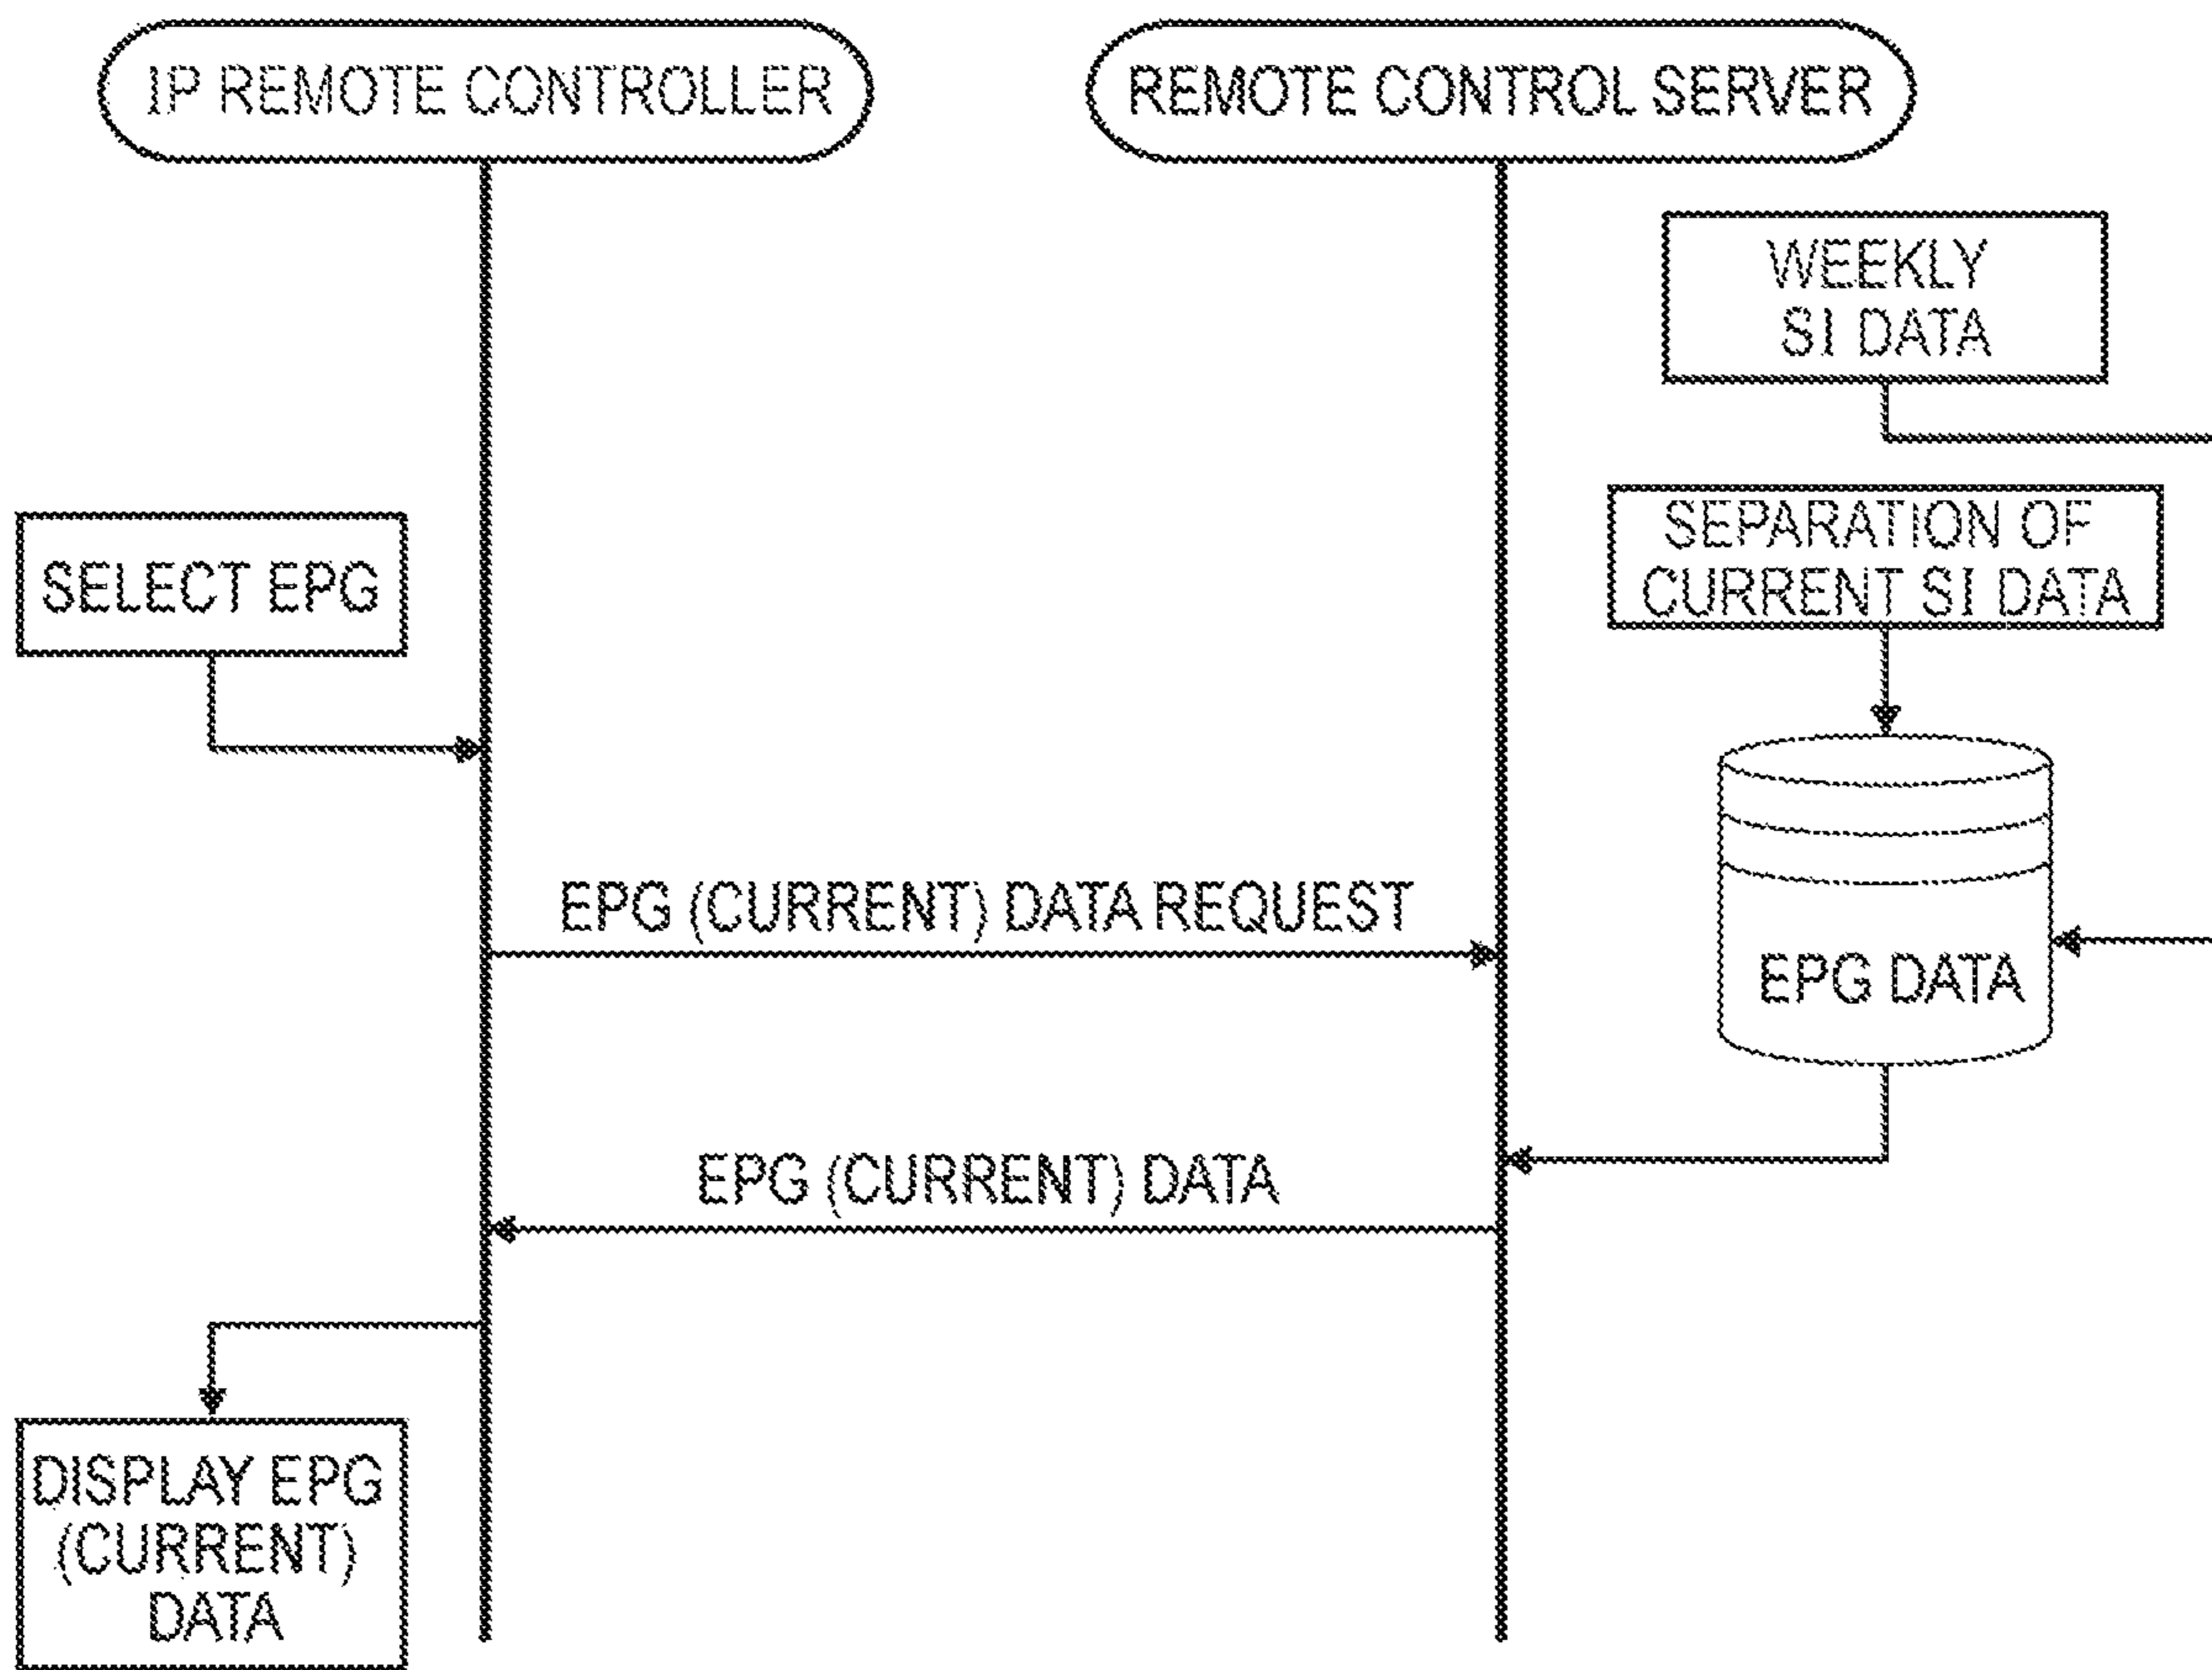 IP REMOTE CONTROLLER
REMOTE CONTROL SERVER
WEEKLY
SI DATA
SEPARATION OF
CURRENT SI DATA
SELECT EPG
EPG (CURRENT) DATA REQUEST
EPG DATA
EPG (CURRENT) DATA
DISPLAY EPG
(CURRENT)
DATA